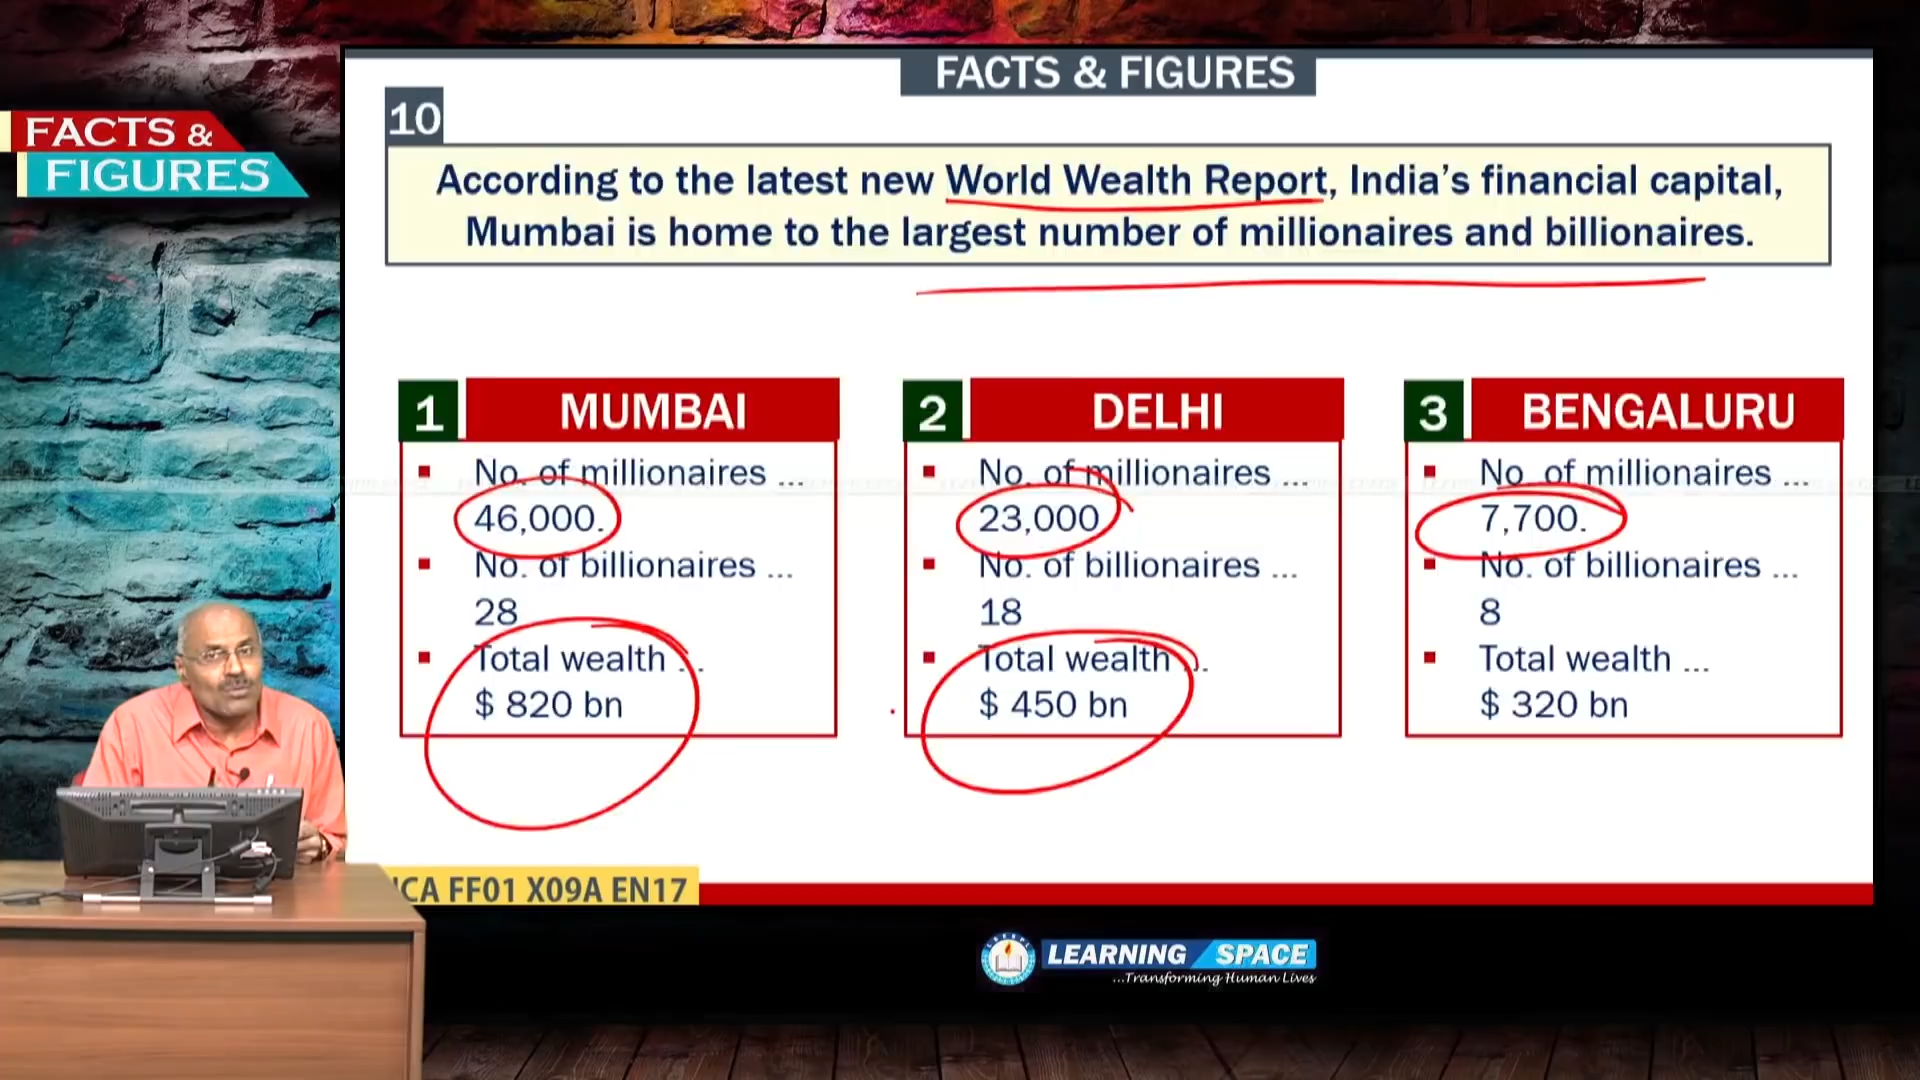 FACTS & FIGURES
10
FACTS &
FIGURES
According to the latest new World Wealth Report, India's financial capital,
Mumbai is home to the largest number of millionaires and billionaires.
1 MUMBAI
▪ No. of millionaires ...
46,000.
▪ No. of billionaires ...
28
▪ Total wealth ...
$ 820 bn
2 DELHI
▪ No. of millionaires ...
23,000
▪ No. of billionaires ...
18
▪ Total wealth ...
$ 450 bn
3 BENGALURU
▪ No. of millionaires ...
7,700.
▪ No. of billionaires ...
8
▪ Total wealth ...
$ 320 bn
ICA FF01 X09A EN17
LEARNING SPACE
...Transforming Human Lives